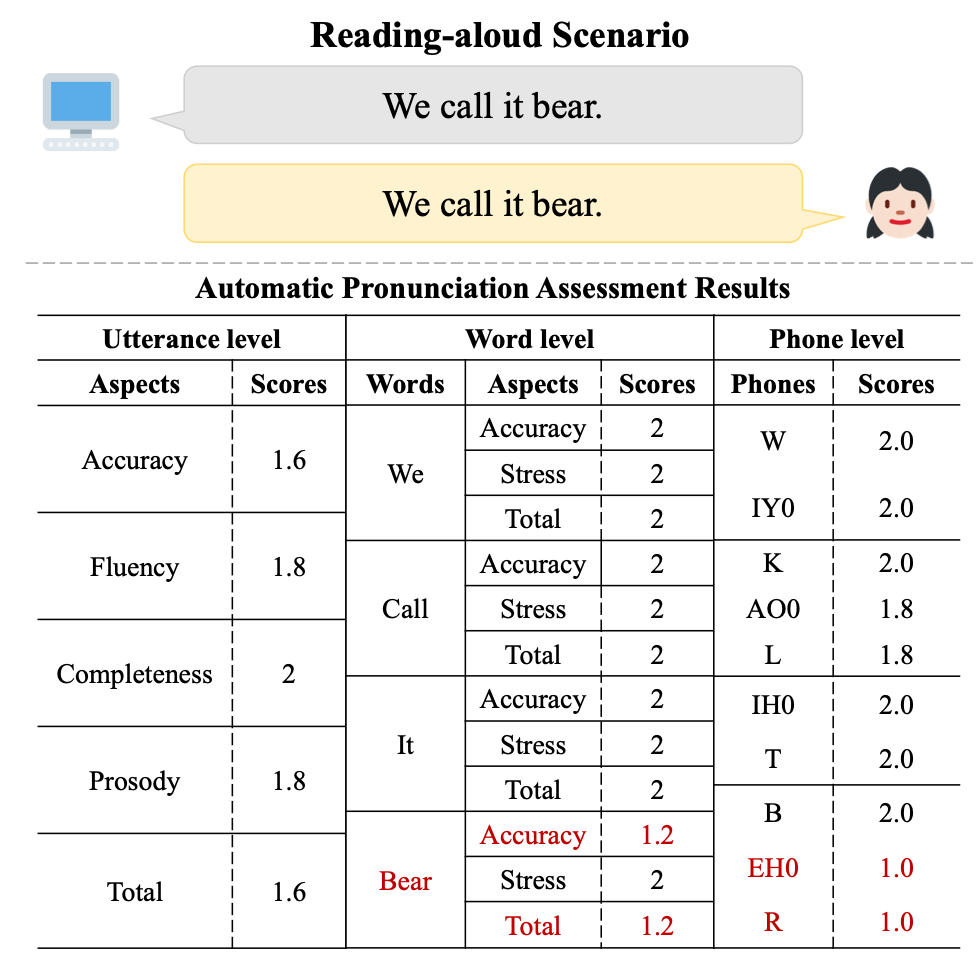 Reading-aloud Scenario
We call it bear.
We call it bear.
Automatic Pronunciation Assessment Results
Utterance level Word level Phone level
Aspects Scores Words Aspects Scores Phones Scores
Accuracy 1.6
Fluency 1.8
Completeness 2
Prosody 1.8
Total 1.6
We
Accuracy 2
Stress 2
Total 2
Call
Accuracy 2
Stress 2
Total 2
It
Accuracy 2
Stress 2
Total 2
Bear
Accuracy 1.2
Stress 2
Total 1.2
W 2.0
IY0 2.0
K 2.0
AO0 1.8
L 1.8
IH0 2.0
T 2.0
B 2.0
EH0 1.0
R 1.0